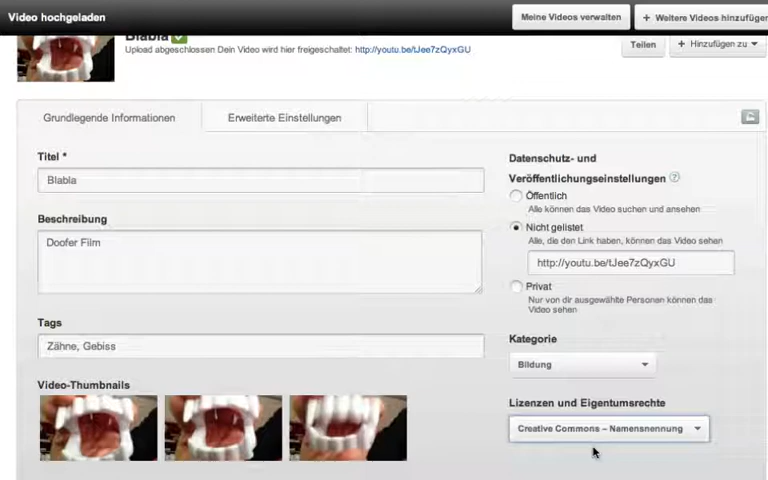 Video hochgeladen
Meine Videos verwalten
+ Weitere Videos hinzufügen
Blabla
Upload abgeschlossen Dein Video wird hier freigeschaltet: http://youtu.be/tJee7zQyxGU
Teilen
+ Hinzufügen zu
Grundlegende Informationen
Erweiterte Einstellungen
Titel *
Blabla
Beschreibung
Doofer Film
Tags
Zähne, Gebiss
Video-Thumbnails
Datenschutz- und
Veröffentlichungseinstellungen ?
Öffentlich
Alle können das Video suchen und ansehen
Nicht gelistet
Alle, die den Link haben, können das Video sehen
http://youtu.be/tJee7zQyxGU
Privat
Nur von dir ausgewählte Personen können das
Video sehen
Kategorie
Bildung
Lizenzen und Eigentumsrechte
Creative Commons – Namensnennung